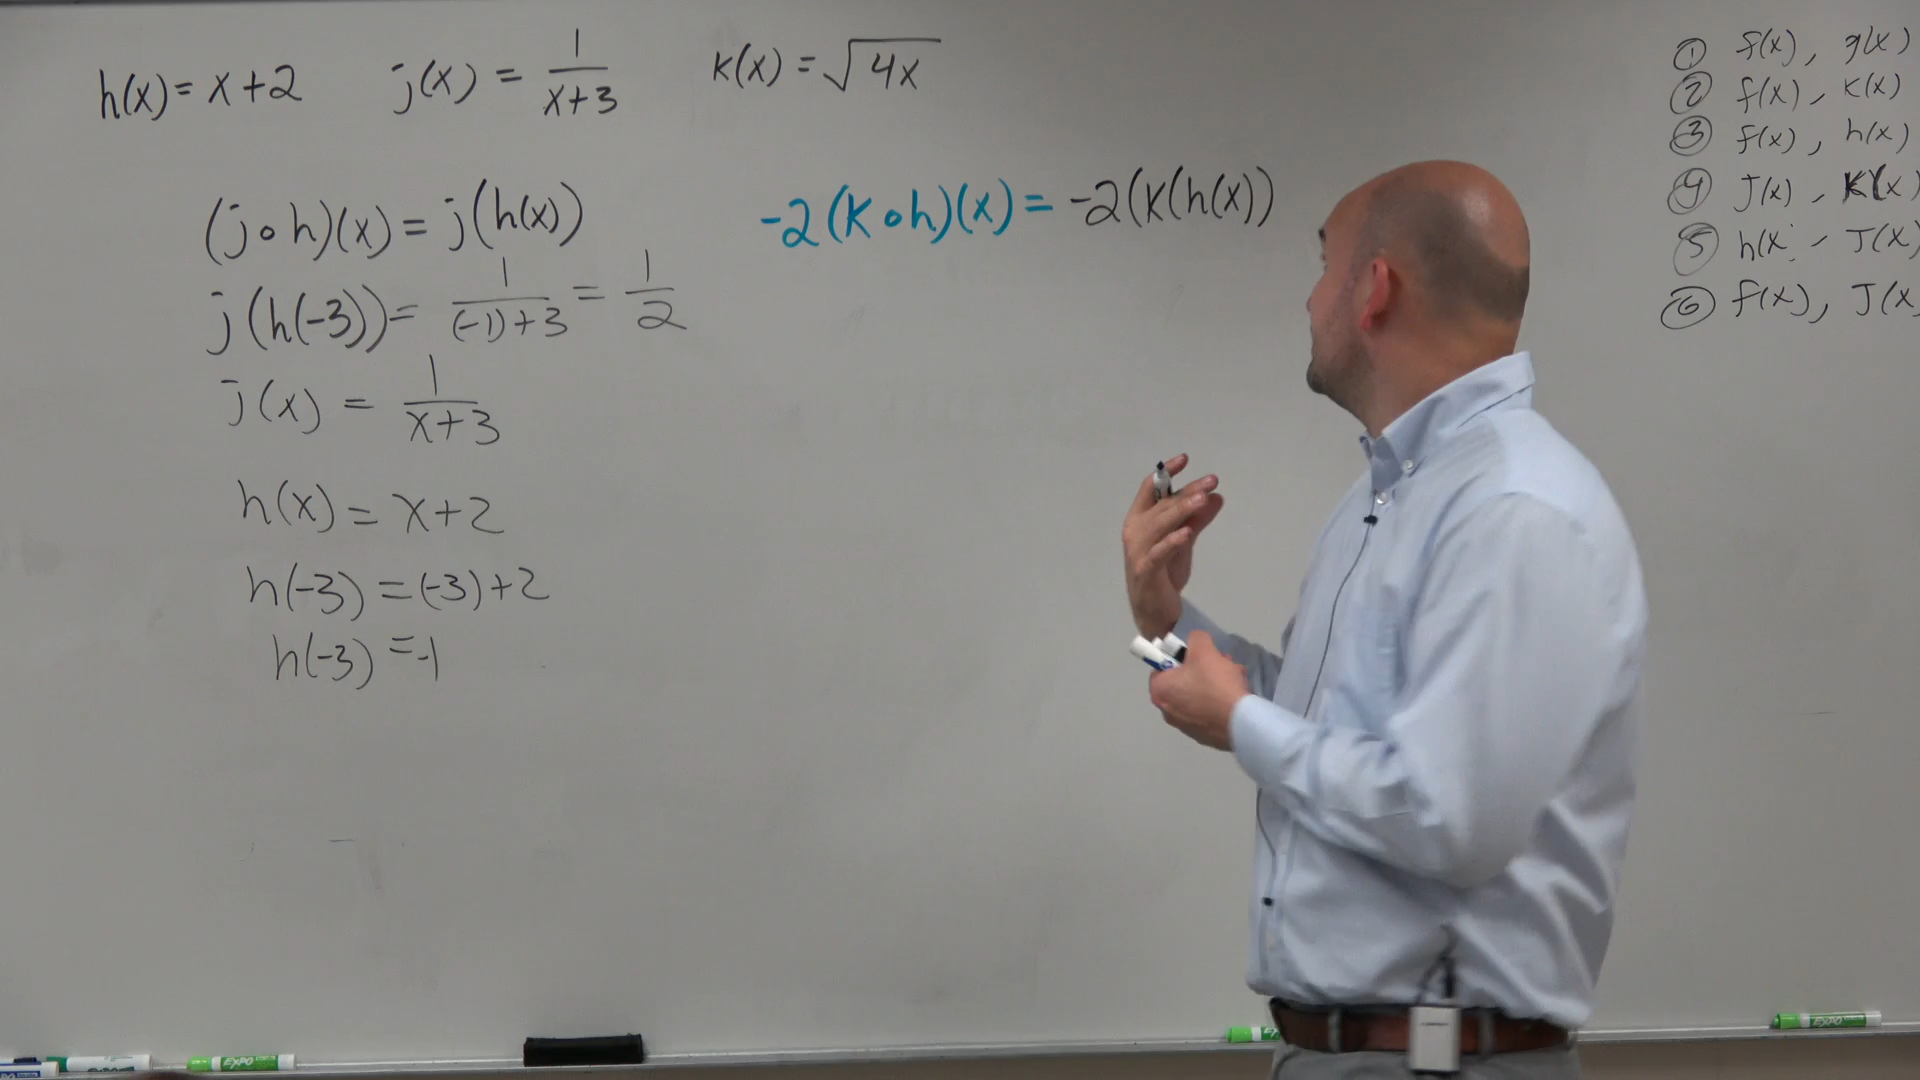 h(x) = x+2 j(x) = 1/(x+3) k(x) = √4x
(j∘h)(x) = j(h(x))
j(h(-3)) = 1/((-1)+3) = 1/2
j(x) = 1/(x+3)
h(x) = x+2
h(-3) = (-3)+2
h(-3) = -1
-2(k∘h)(x) = -2(k(h(x))
① f(x), g(x)
② f(x), k(x)
③ f(x), h(x)
④ J(x), K(x)
⑤ h(x), J(x)
⑥ f(x), J(x)
EXPO
EXPO